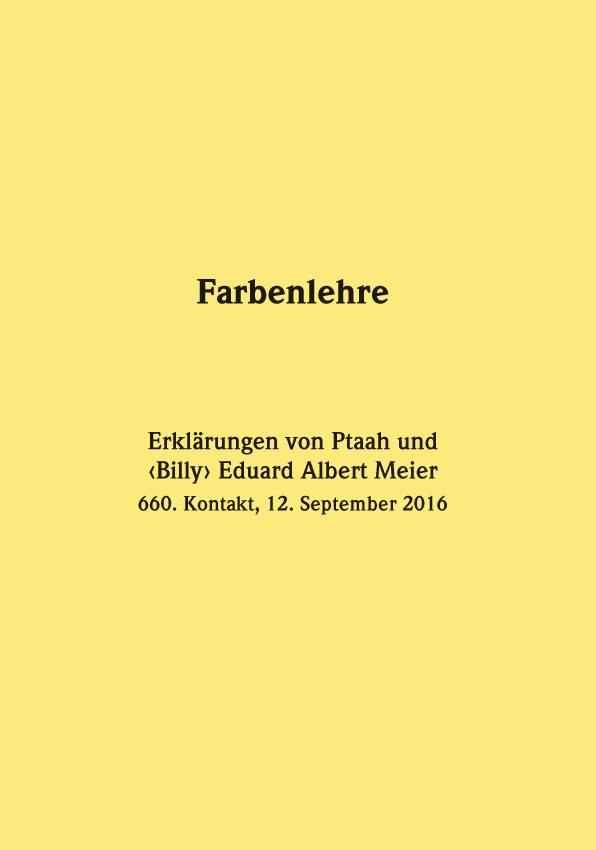 Farbenlehre
Erklärungen von Ptaah und
‹Billy› Eduard Albert Meier
660. Kontakt, 12. September 2016